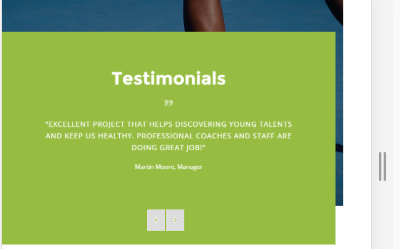 Testimonials
"EXCELLENT PROJECT THAT HELPS DISCOVERING YOUNG TALENTS
AND KEEP US HEALTHY. PROFESSIONAL COACHES AND STAFF ARE
DOING GREAT JOB!"
Martin Moore, Manager